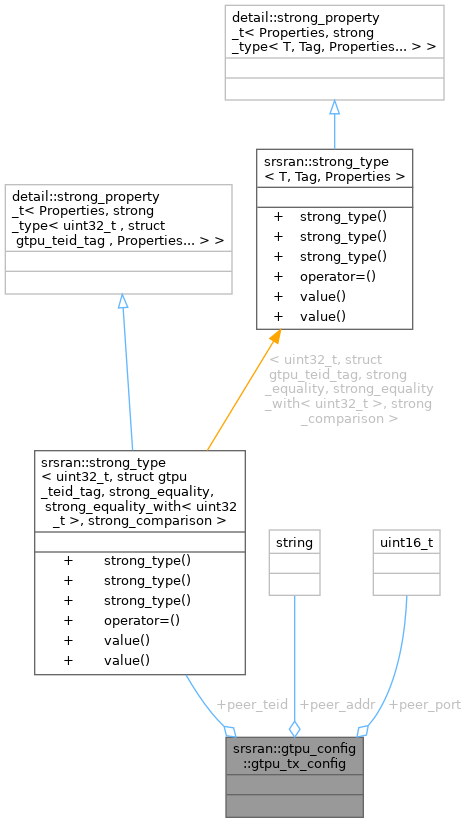 detail::strong_property
_t< Properties, strong
_type< T, Tag, Properties... > >
srsran::strong_type
< T, Tag, Properties >
+ strong_type()
+ strong_type()
+ strong_type()
+ operator=()
+ value()
+ value()
detail::strong_property
_t< Properties, strong
_type< uint32_t , struct
gtpu_teid_tag , Properties... > >
< uint32_t, struct
gtpu_teid_tag, strong
_equality, strong_equality
_with< uint32_t >, strong
_comparison >
srsran::strong_type
< uint32_t, struct gtpu
_teid_tag, strong_equality,
strong_equality_with< uint32
_t >, strong_comparison >
+ strong_type()
+ strong_type()
+ strong_type()
+ operator=()
+ value()
+ value()
string
uint16_t
+peer_teid
+peer_addr
+peer_port
srsran::gtpu_config
::gtpu_tx_config